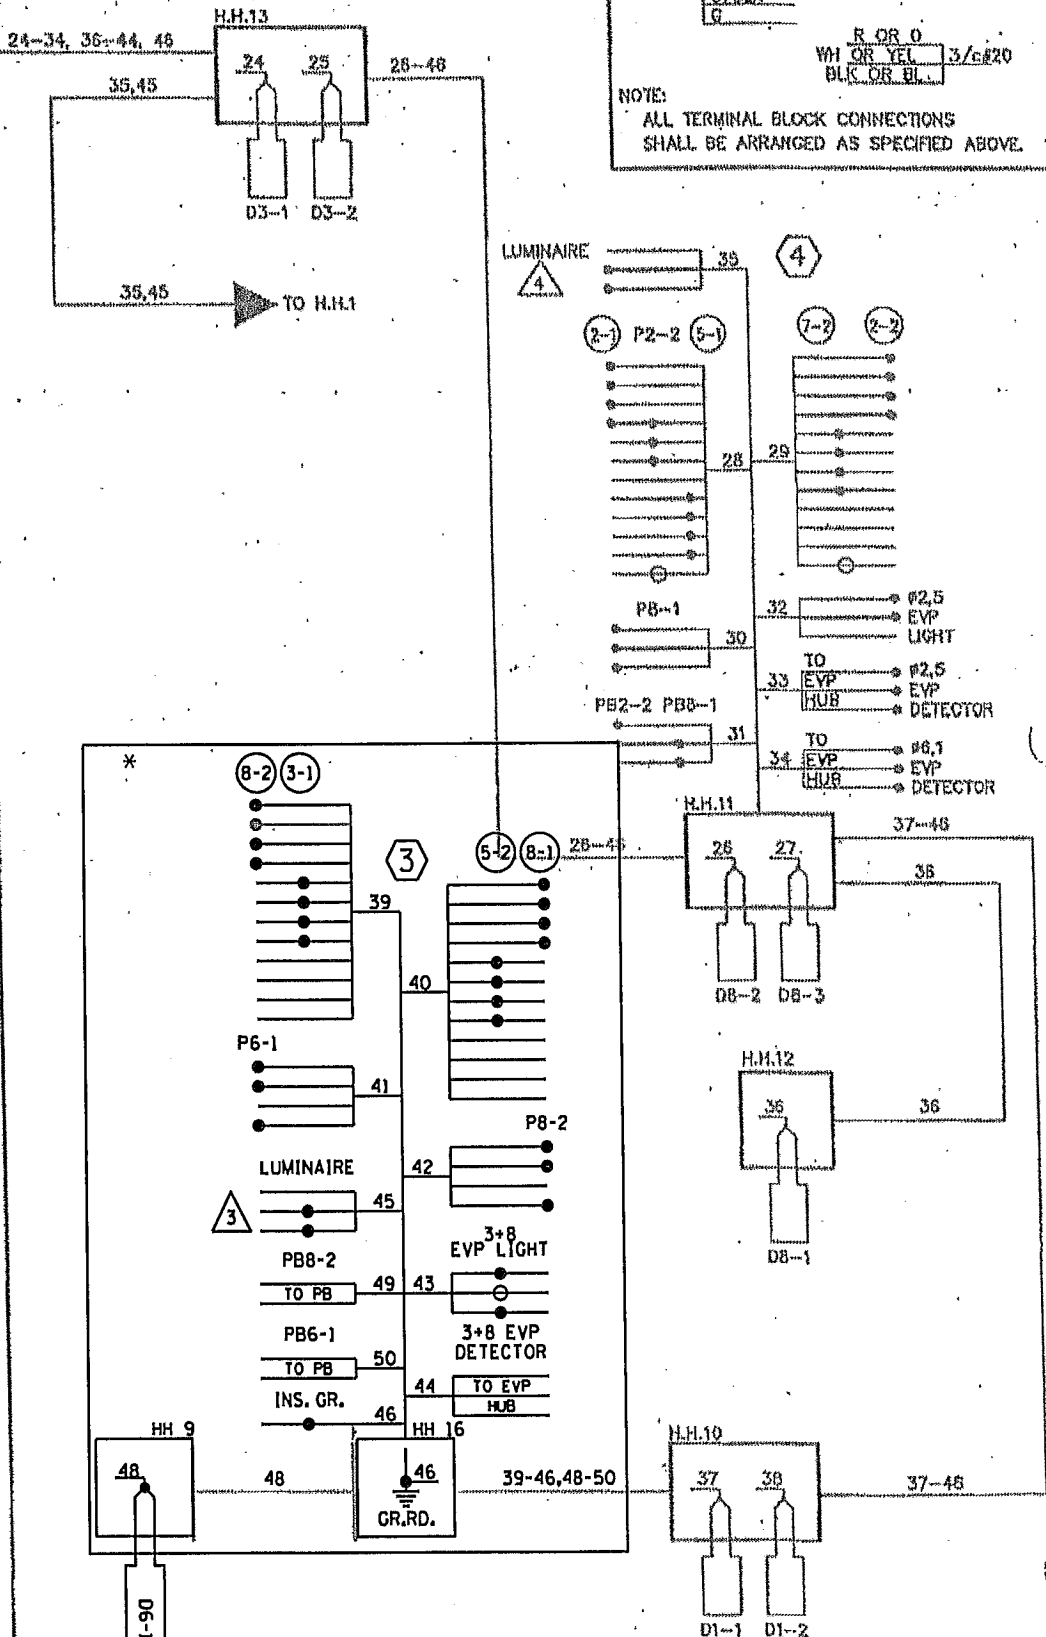 H.H.13
24-34, 36-44, 46
24
25
26-46
35,45
D3-1
D3-2
35,45
TO H.H.1
G
R OR O
WH OR YEL
BLK OR BL.
3/c#20
NOTE:
ALL TERMINAL BLOCK CONNECTIONS
SHALL BE ARRANGED AS SPECIFIED ABOVE.
LUMINAIRE
4
35
4
2-1
P2-2
5-1
7-2
2-2
28
29
P8-1
30
32
ø2,5
EVP
LIGHT
33
TO
EVP
HUB
ø2,5
EVP
DETECTOR
PB2-2 PB8-1
31
34
TO
EVP
HUB
ø6,1
EVP
DETECTOR
*
8-2
3-1
3
5-2
8-1
26-46
H.H.11
26
27
37-46
36
D8-2
D8-3
39
40
P6-1
41
H.H.12
36
36
D8-1
P8-2
42
LUMINAIRE
3
45
3+8
EVP LIGHT
PB8-2
TO PB
49
43
PB6-1
TO PB
50
3+8 EVP
DETECTOR
44
TO EVP
HUB
INS. GR.
46
HH 9
48
48
HH 16
46
GR.RD.
39-46,48-50
H.H.10
37
38
37-46
D6-1
D1-1
D1-2